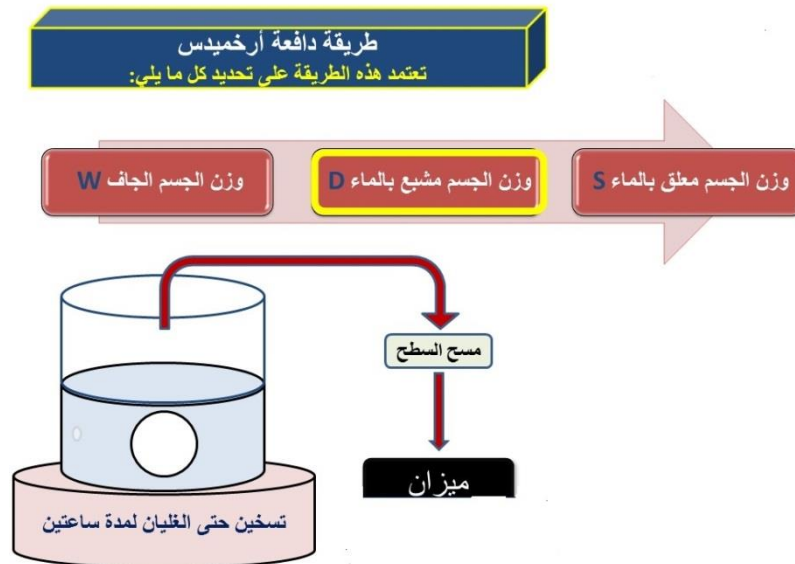 طريقة دافعة أرخميدس
تعتمد هذه الطريقة على تحديد كل ما يلي:
وزن الجسم معلق بالماء S
وزن الجسم مشبع بالماء D
وزن الجسم الجاف W
مسح السطح
ميزان
تسخين حتى الغليان لمدة ساعتين